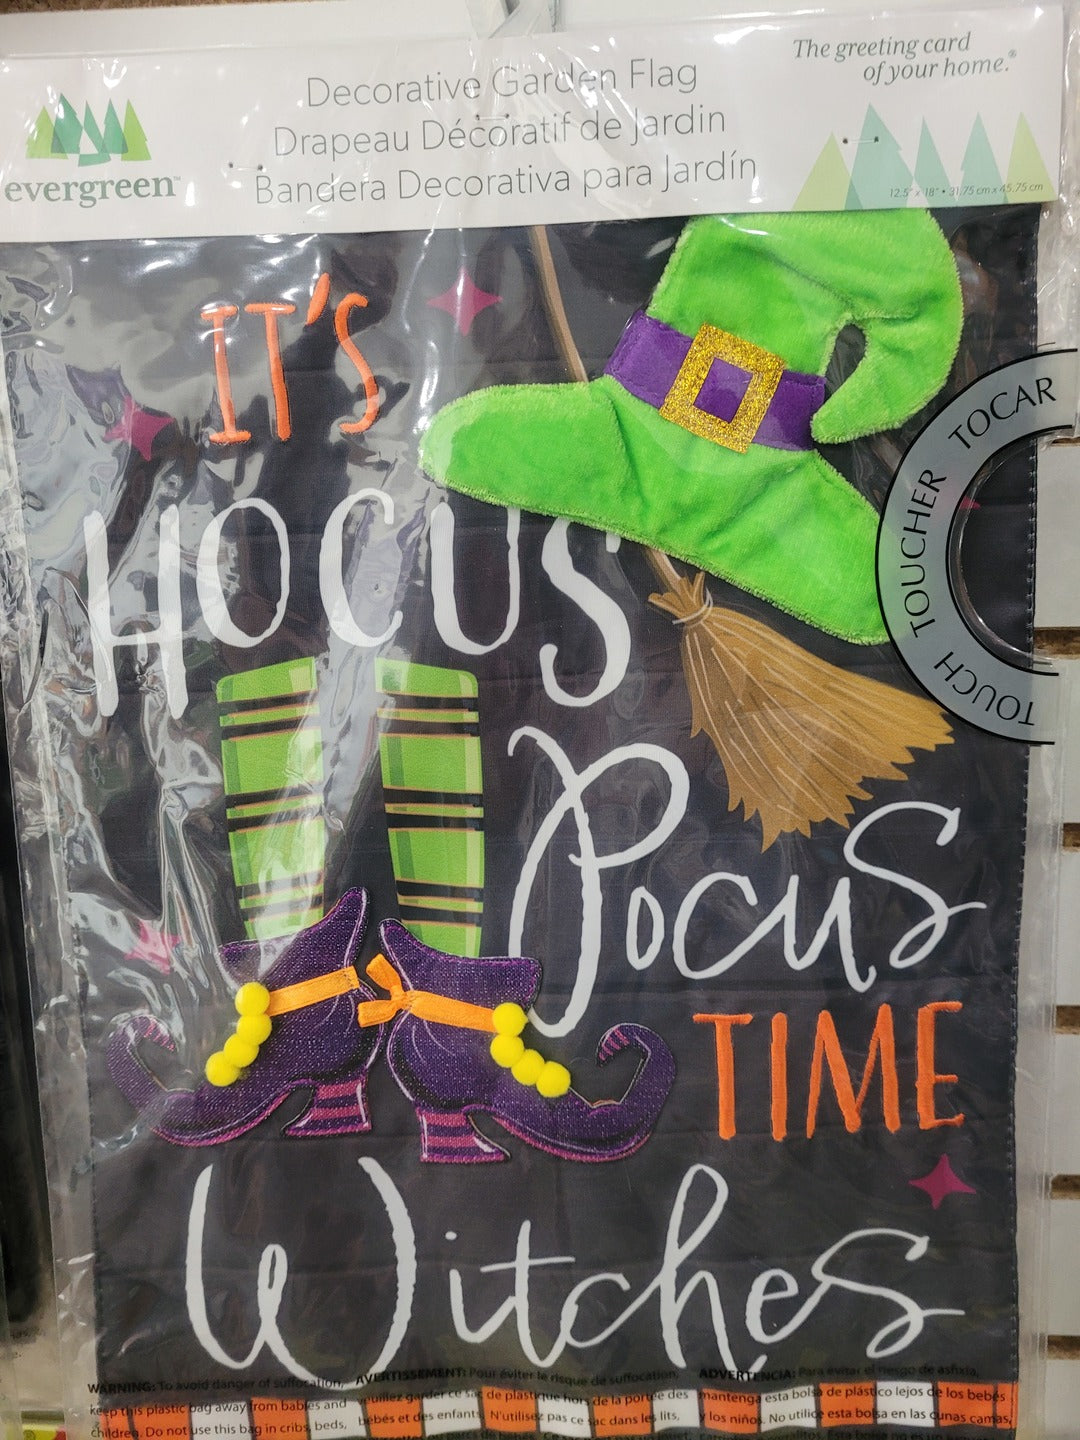 The greeting card
of your home.®
evergreen™
Decorative Garden Flag
Drapeau Décoratif de Jardin
Bandera Decorativa para Jardín
12.5" x 18" • 31.75 cm x 45.75 cm
IT'S
HOCUS
Pocus
TIME
Witches
TOUCH TOUCHER TOCAR
WARNING: To avoid danger of suffocation,
keep this plastic bag away from babies and
children. Do not use this bag in cribs, beds,
AVERTISSEMENT: Pour éviter le risque de suffocation,
veuillez garder ce sac de plastique hors de la portée des
bébés et des enfants. N'utilisez pas ce sac dans les lits,
ADVERTENCIA: Para evitar el riesgo de asfixia,
mantenga esta bolsa de plástico lejos de los bebés
y los niños. No utilice esta bolsa en las cunas, camas,